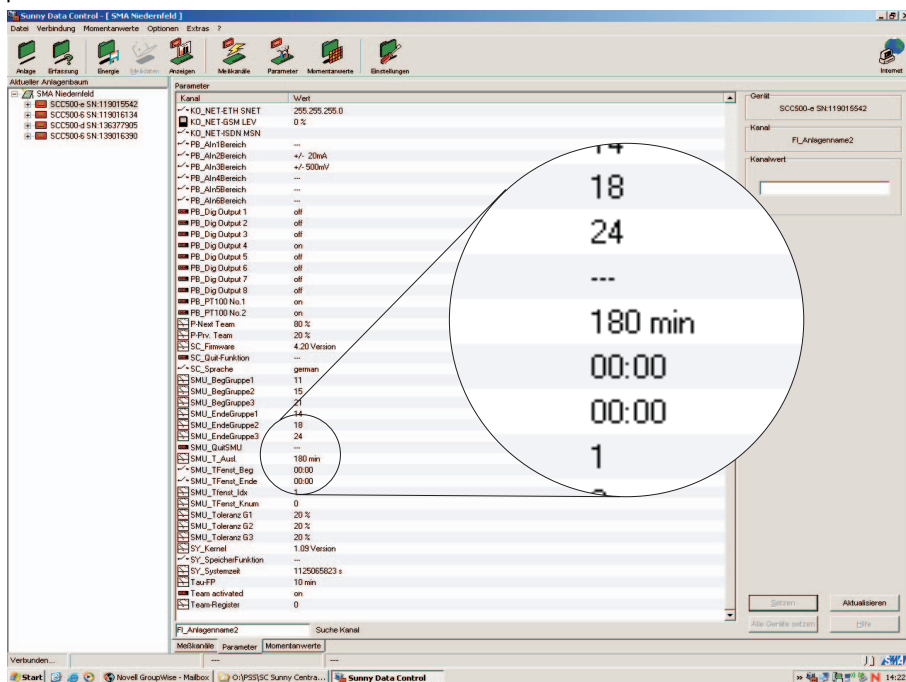 Sunny Data Control - [ SMA Niedernfeld ]
Datei Verbindung Momentanwerte Optionen Extras ?
Anlage Erfassung Energie Meßdaten Anzeigen Meßkanäle Parameter Momentanwerte Einstellungen Internet
Aktueller Anlagenbaum
SMA Niedernfeld
SCC500-e SN:119015542
SCC500-6 SN:119016134
SCC500-d SN:136377905
SCC500-6 SN:139016390
Parameter
Kanal Wert
KO_NET-ETH SNET 255.255.255.0
KO_NET-GSM LEV 0 %
KO_NET-ISDN MSN
PB_AIn1Bereich ---
PB_AIn2Bereich +/- 20mA
PB_AIn3Bereich +/- 500mV
PB_AIn4Bereich ---
PB_AIn5Bereich ---
PB_AIn6Bereich ---
PB_Dig Output 1 off
PB_Dig Output 2 off
PB_Dig Output 3 off
PB_Dig Output 4 on
PB_Dig Output 5 off
PB_Dig Output 6 off
PB_Dig Output 7 off
PB_Dig Output 8 off
PB_PT100 No.1 on
PB_PT100 No.2 on
P-Next Team 80 %
P-Prv. Team 20 %
SC_Firmware 4.20 Version
SC_Quit-Funktion ---
SC_Sprache german
SMU_BegGruppe1 11
SMU_BegGruppe2 15
SMU_BegGruppe3 21
SMU_EndeGruppe1 14
SMU_EndeGruppe2 18
SMU_EndeGruppe3 24
SMU_QuitSMU ---
SMU_T_Ausl. 180 min
SMU_TFenst_Beg 00:00
SMU_TFenst_Ende 00:00
SMU_Tfenst_Idx 1
SMU_TFenst_Knum 0
SMU_Toleranz G1 20 %
SMU_Toleranz G2 20 %
SMU_Toleranz G3 20 %
SY_Kernel 1.09 Version
SY_SpeicherFunktion ---
SY_Systemzeit 1125065823 s
Tau-FP 10 min
Team activated on
Team-Register 0
18
24
---
180 min
00:00
00:00
1
Gerät
SCC500-e SN:119015542
Kanal
FI_Anlagenname2
Kanalwert
Setzen Aktualisieren
Alle Geräte setzen Hilfe
FI_Anlagenname2 Suche Kanal
Meßkanäle Parameter Momentanwerte
Verbunden... --- ---
SMA
Start Novell GroupWise - Mailbox O:\PSS\SC Sunny Centra... Sunny Data Control 14:22